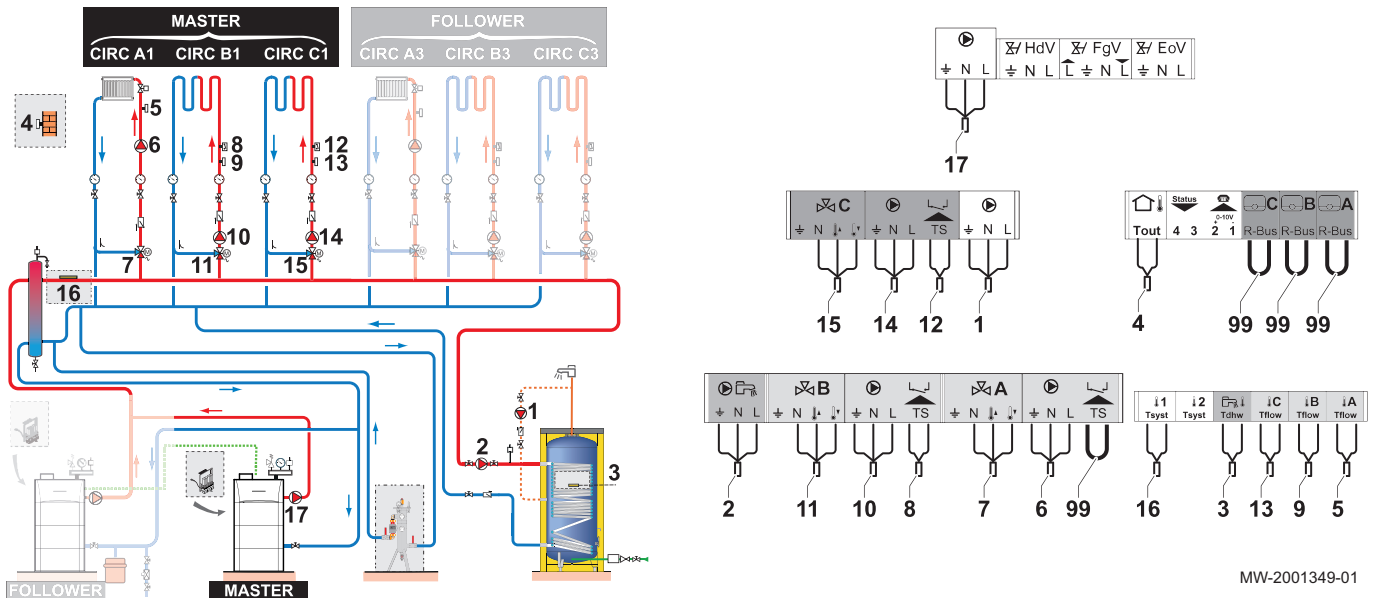 MASTER FOLLOWER
CIRC A1 CIRC B1 CIRC C1 CIRC A3 CIRC B3 CIRC C3
4
5
6
7
8
9
10
11
12
13
14
15
16
M
M
M
M
M
M
1
2
3
17
FOLLOWER
MASTER
HdV FgV EoV
N L N L L N L N L
17
C
N N L TS N L
15 14 12 1
Status C B A
0-10V
+ -
Tout 4 3 2 1 R-Bus R-Bus R-Bus
4 99 99 99
B A
N L N N L TS N N L TS
2 11 10 8 7 6 99
1 2 C B A
Tsyst Tsyst Tdhw Tflow Tflow Tflow
16 3 13 9 5
MW-2001349-01